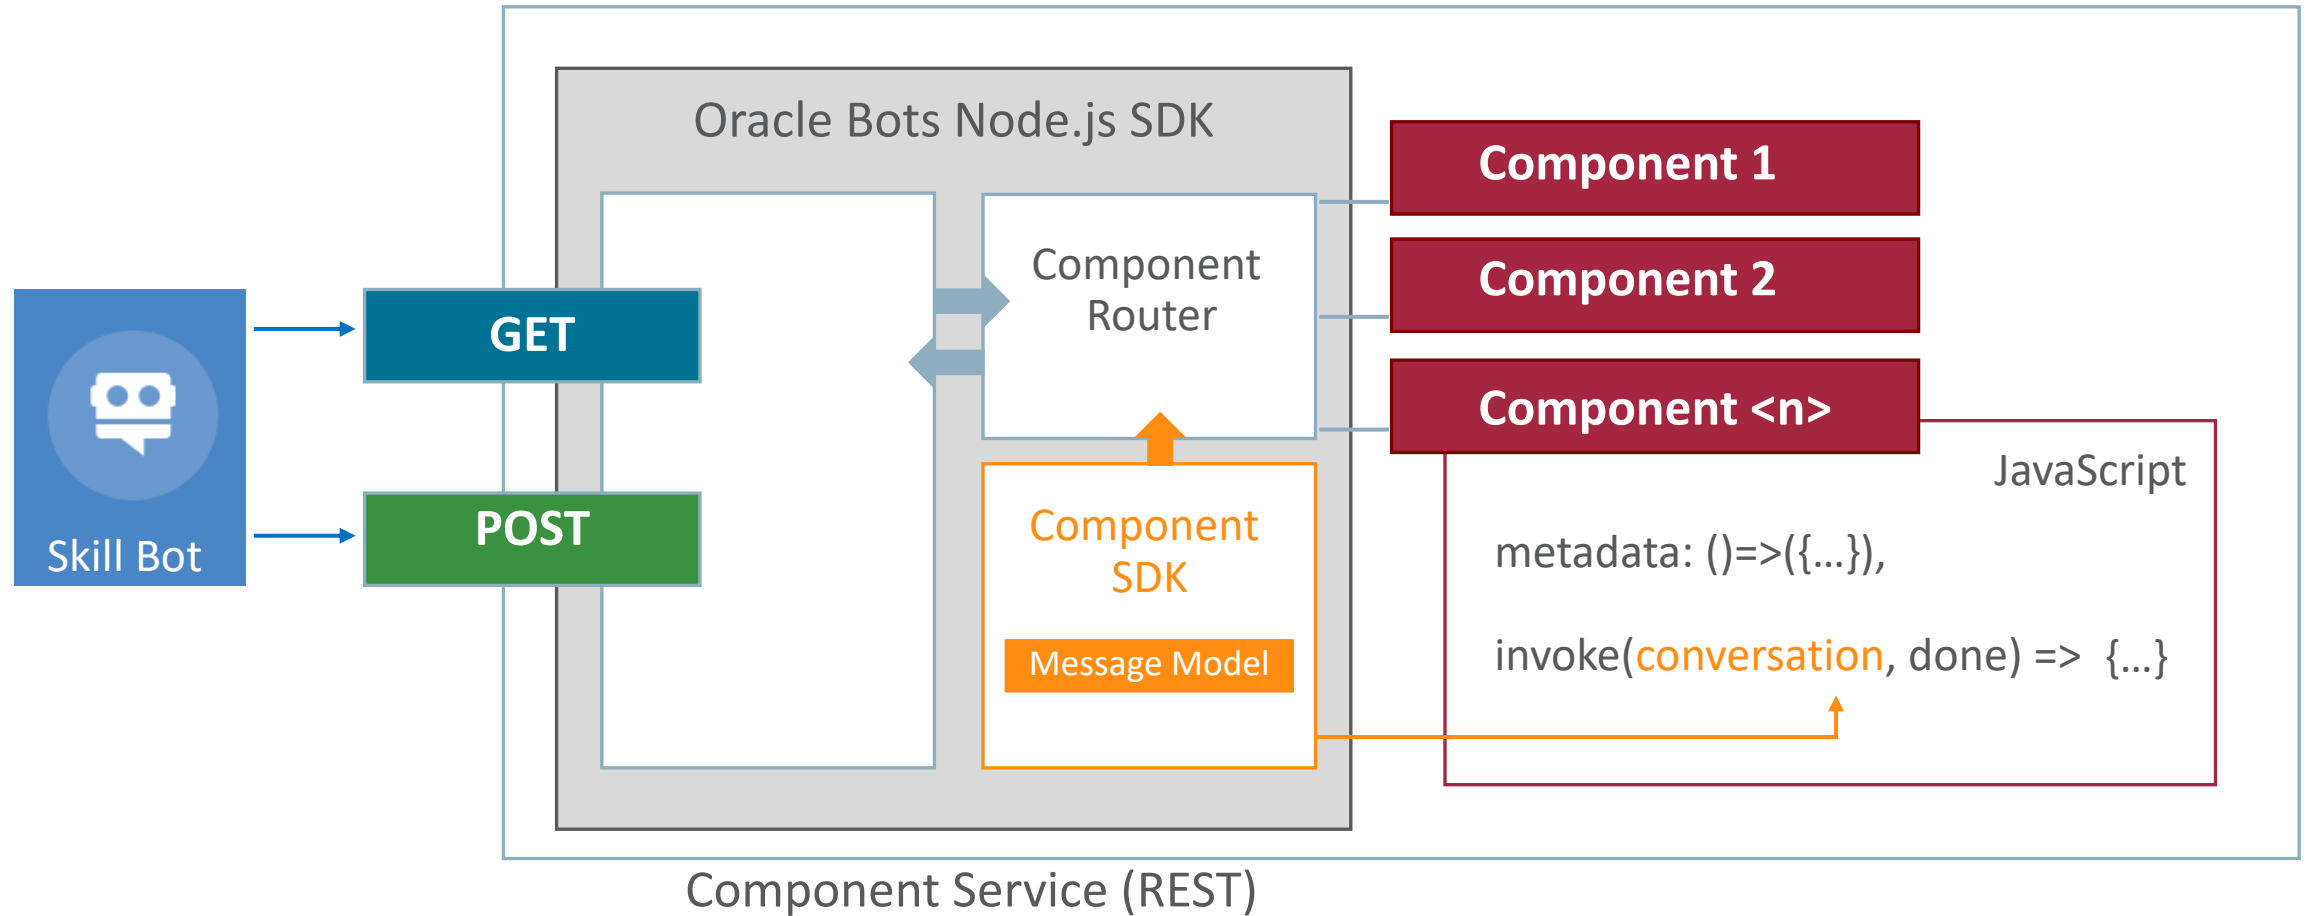 Oracle Bots Node.js SDK
Skill Bot
GET
POST
Component
Router
Component
SDK
Message Model
Component 1
Component 2
Component <n>
JavaScript
metadata: ()=>({...}),
invoke(conversation, done) => {...}
Component Service (REST)